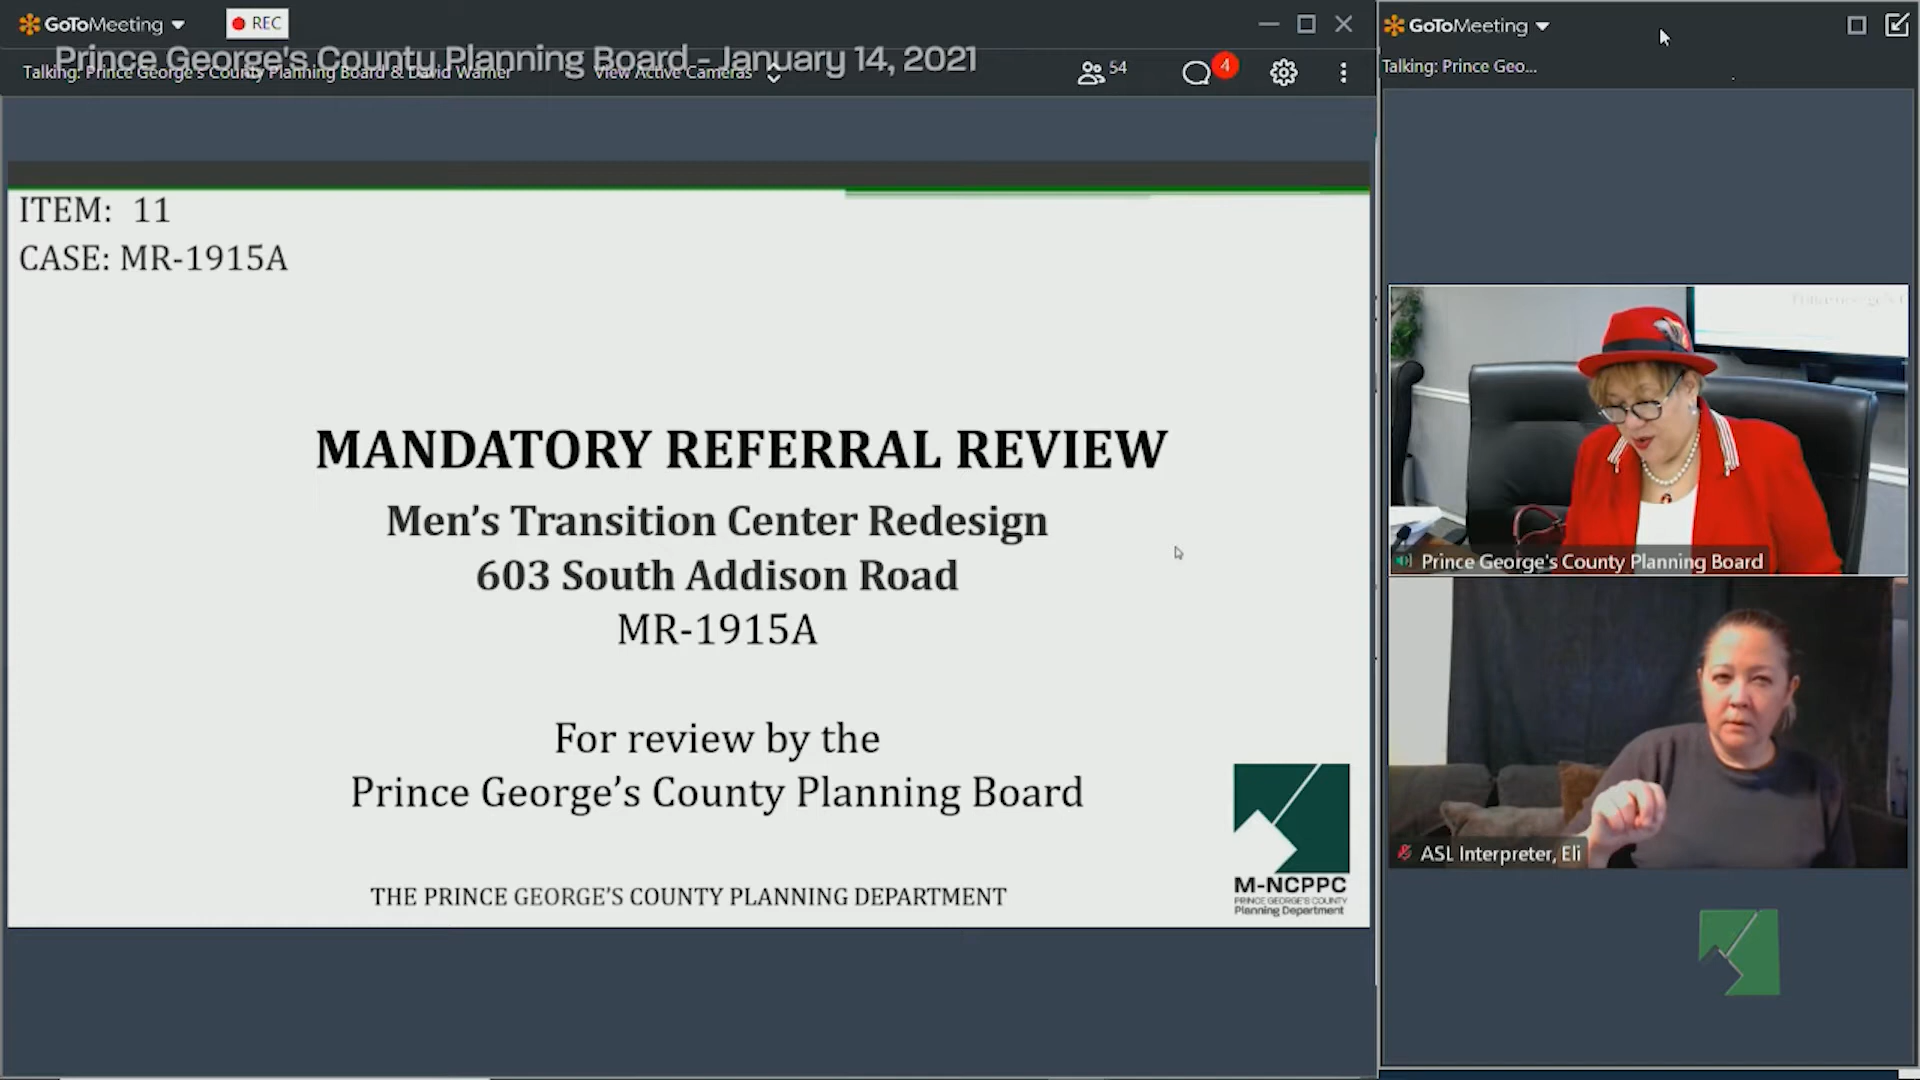 GoToMeeting
REC
Prince George's County Planning Board - January 14, 2021
Talking: Prince George's County Planning Board & David Warner
View Active Cameras
54
4
ITEM: 11
CASE: MR-1915A
MANDATORY REFERRAL REVIEW
Men's Transition Center Redesign
603 South Addison Road
MR-1915A
For review by the
Prince George's County Planning Board
THE PRINCE GEORGE'S COUNTY PLANNING DEPARTMENT
M-NCPPC
PRINCE GEORGE'S COUNTY
Planning Department
GoToMeeting
Talking: Prince Geo...
Prince George's County Planning Board
ASL Interpreter, Eli